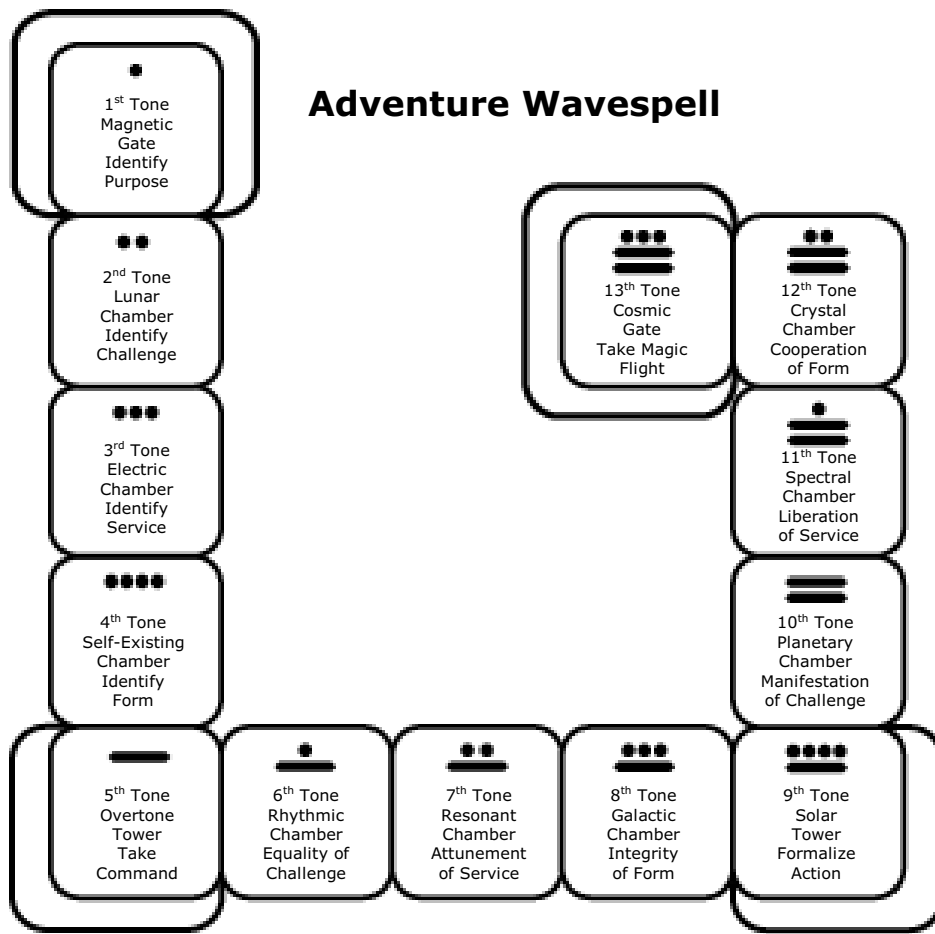 Adventure Wavespell
1st Tone
Magnetic
Gate
Identify
Purpose
2nd Tone
Lunar
Chamber
Identify
Challenge
3rd Tone
Electric
Chamber
Identify
Service
4th Tone
Self-Existing
Chamber
Identify
Form
5th Tone
Overtone
Tower
Take
Command
6th Tone
Rhythmic
Chamber
Equality of
Challenge
7th Tone
Resonant
Chamber
Attunement
of Service
8th Tone
Galactic
Chamber
Integrity
of Form
9th Tone
Solar
Tower
Formalize
Action
10th Tone
Planetary
Chamber
Manifestation
of Challenge
11th Tone
Spectral
Chamber
Liberation
of Service
12th Tone
Crystal
Chamber
Cooperation
of Form
13th Tone
Cosmic
Gate
Take Magic
Flight